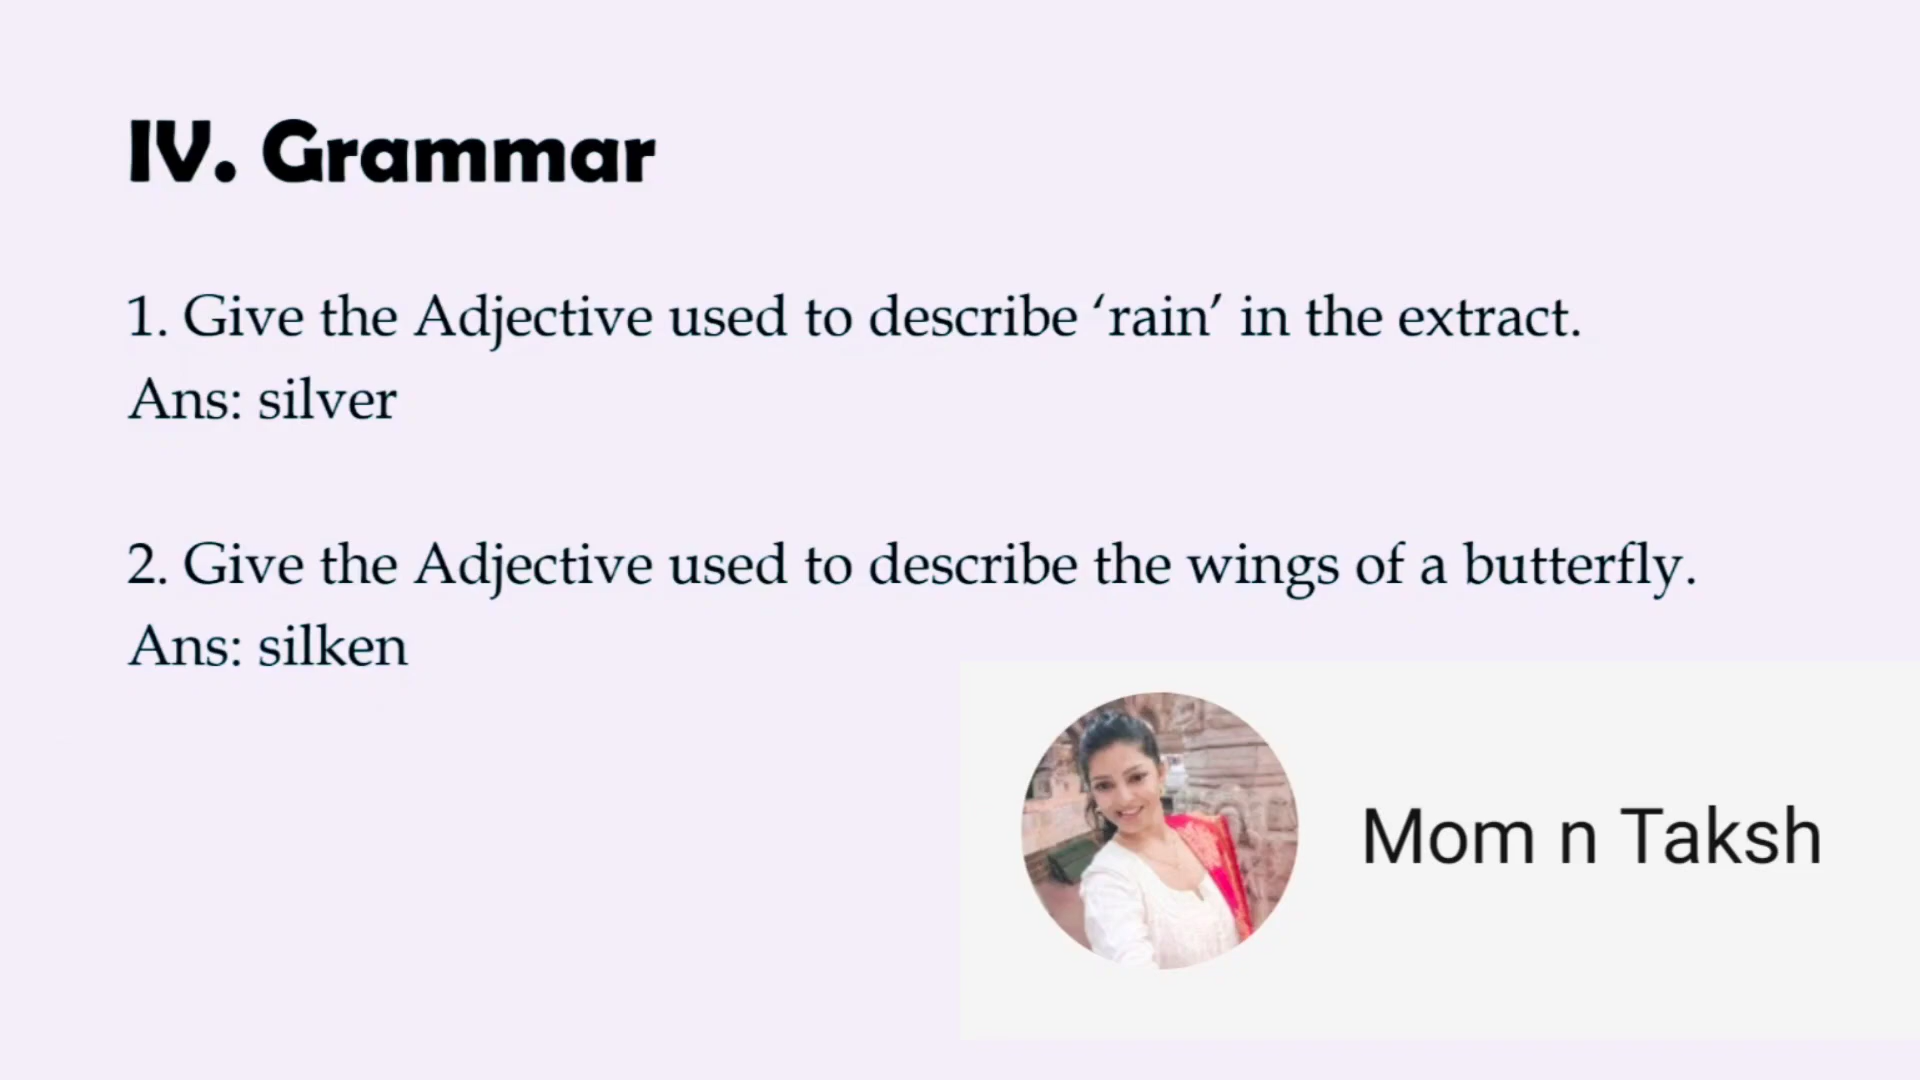 IV. Grammar
1. Give the Adjective used to describe ‘rain’ in the extract.
Ans: silver
2. Give the Adjective used to describe the wings of a butterfly.
Ans: silken
Mom n Taksh